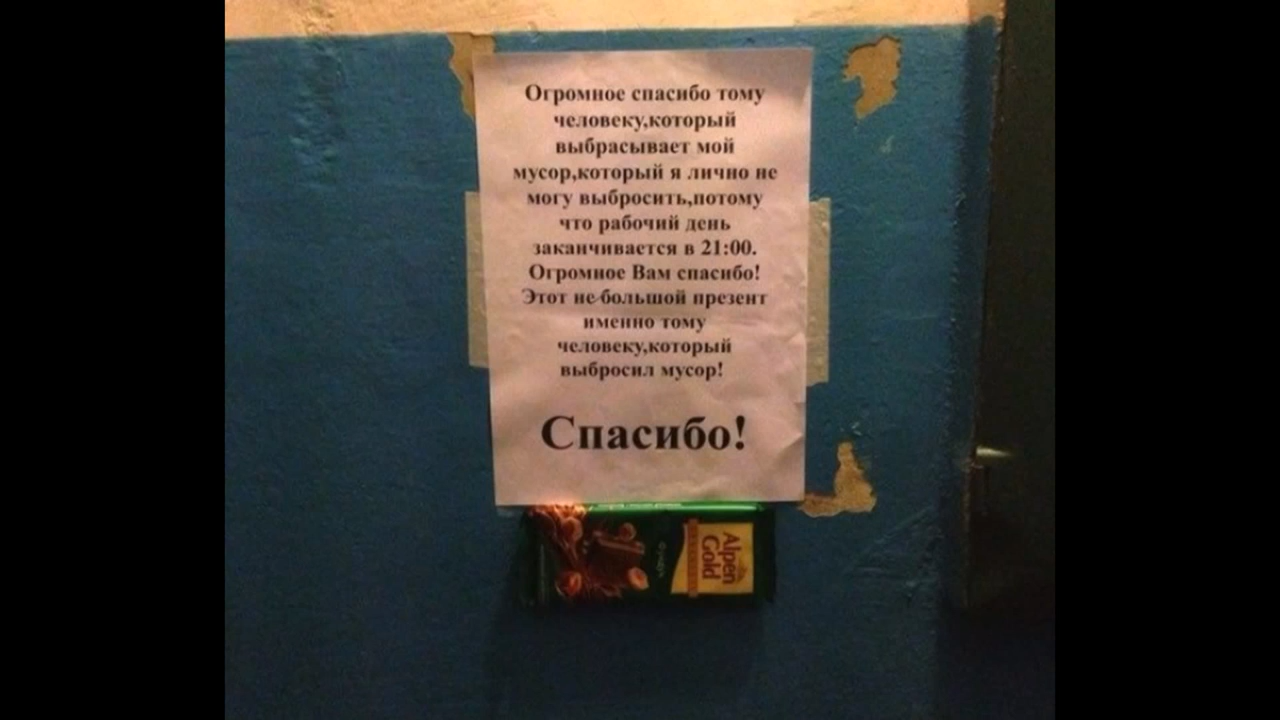 Огромное спасибо тому
человеку,который
выбрасывает мой
мусор,который я лично не
могу выбросить,потому
что рабочий день
заканчивается в 21:00.
Огромное Вам спасибо!
Этот не большой презент
именно тому
человеку,который
выбросил мусор!
Спасибо!
Alpen
Gold